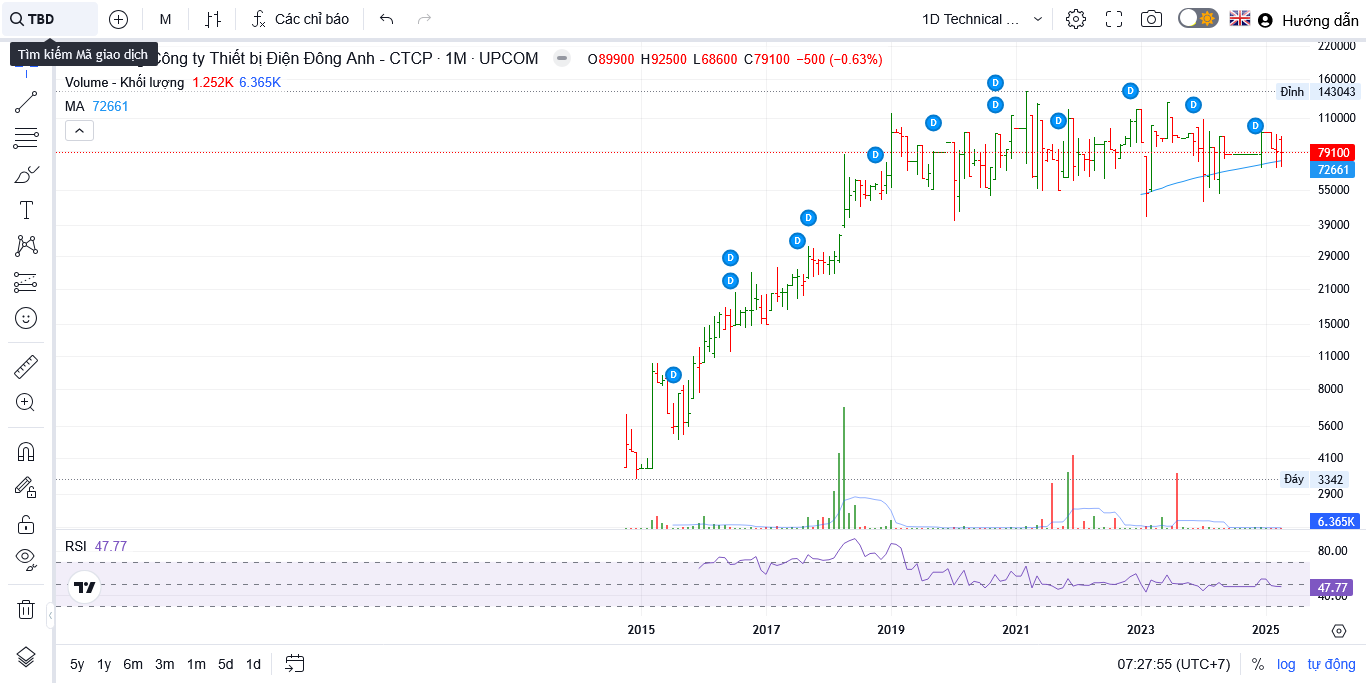 TBD M Các chỉ báo 1D Technical ... Hướng dẫn
Tìm kiếm Mã giao dịch
Công ty Thiết bị Điện Đông Anh - CTCP · 1M · UPCOM O89900 H92500 L68600 C79100 −500 (−0.63%)
Volume - Khối lượng 1.252K 6.365K
MA 72661
220000
160000
Đỉnh 143043
110000
79100
72661
55000
39000
29000
21000
15000
11000
8000
5600
4100
Đáy 3342
2900
6.365K
D
D
D
D
D
D
D
D
D
D
D
D
D
RSI 47.77
80.00
47.77
40.00
2015 2017 2019 2021 2023 2025
5y 1y 6m 3m 1m 5d 1d 07:27:55 (UTC+7) % log tự động